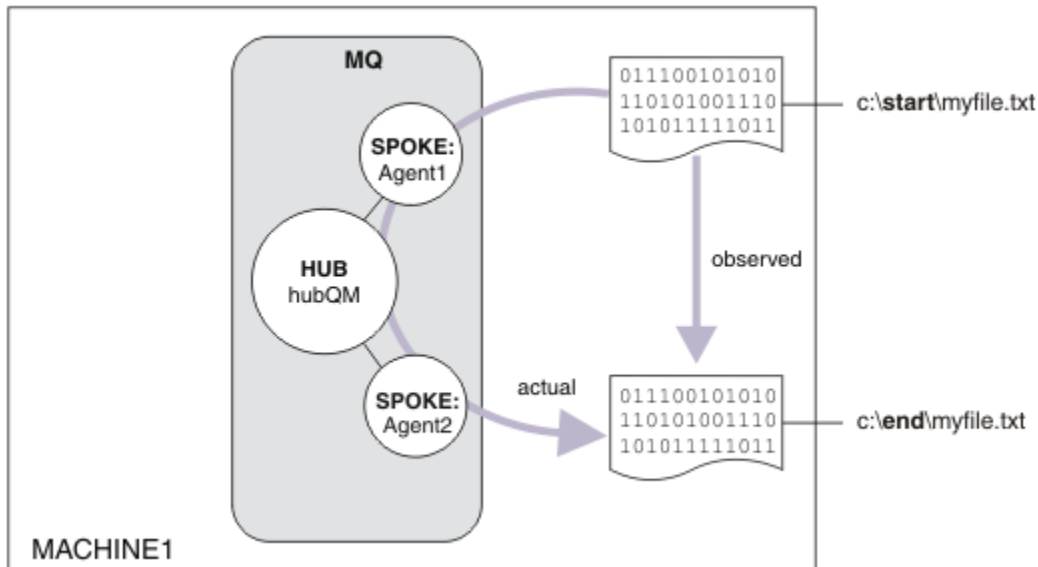 MQ
011100101010
110101001110
101011111011
c:\start\myfile.txt
SPOKE:
Agent1
HUB
hubQM
observed
SPOKE:
Agent2
actual
011100101010
110101001110
101011111011
c:\end\myfile.txt
MACHINE1